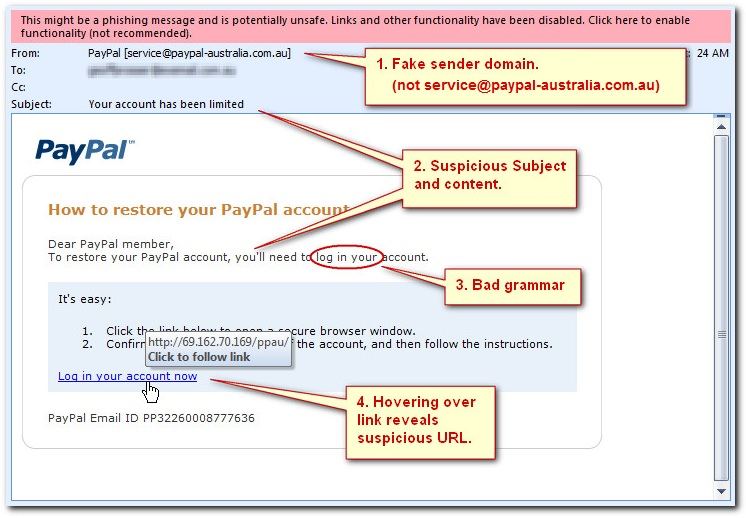 This might be a phishing message and is potentially unsafe. Links and other functionality have been disabled. Click here to enable
functionality (not recommended).
From: PayPal [service@paypal-australia.com.au]
24 AM
To:
Cc:
Subject: Your account has been limited
1. Fake sender domain.
(not service@paypal-australia.com.au)
PayPal™
2. Suspicious Subject
and content.
How to restore your PayPal account
Dear PayPal member,
To restore your PayPal account, you'll need to log in your account.
3. Bad grammar
It's easy:
1. Click the link below to open a secure browser window.
2. Confirm of the account, and then follow the instructions.
http://69.162.70.169/ppau/
Click to follow link
Log in your account now
4. Hovering over
link reveals
suspicious URL.
PayPal Email ID PP32260008777636